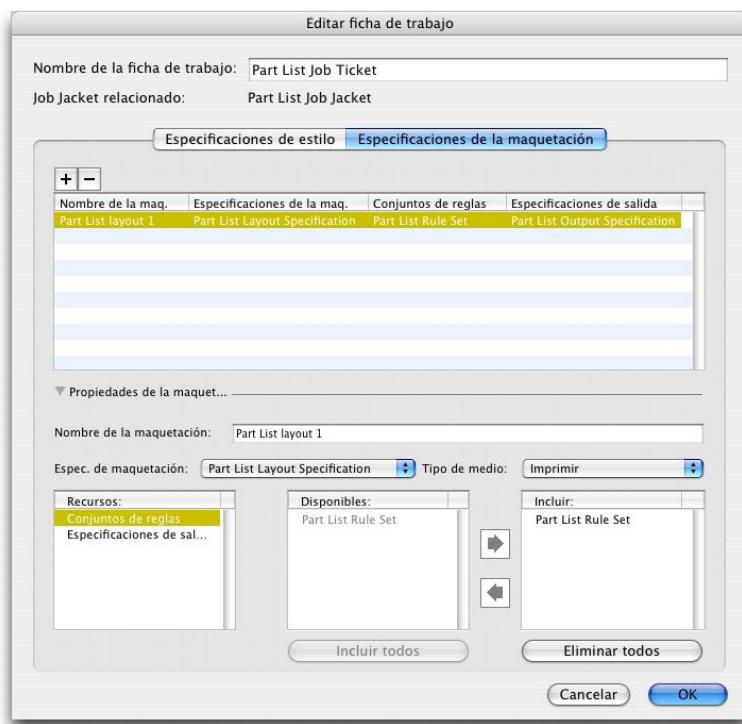 Editar ficha de trabajo
Nombre de la ficha de trabajo: Part List Job Ticket
Job Jacket relacionado: Part List Job Jacket
Especificaciones de estilo Especificaciones de la maquetación
+ −
Nombre de la maq. Especificaciones de la maq. Conjuntos de reglas Especificaciones de salida
Part List layout 1 Part List Layout Specification Part List Rule Set Part List Output Specification
Propiedades de la maquet...
Nombre de la maquetación: Part List layout 1
Espec. de maquetación: Part List Layout Specification Tipo de medio: Imprimir
Recursos: Disponibles: Incluir:
Conjuntos de reglas Part List Rule Set Part List Rule Set
Especificaciones de sal...
Incluir todos Eliminar todos
Cancelar OK